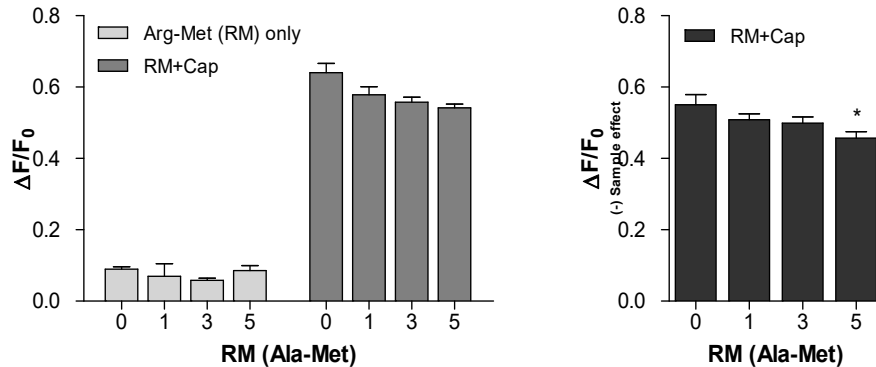 Arg-Met (RM) only
RM+Cap
ΔF/F0
0.8
0.6
0.4
0.2
0.0
0 1 3 5 0 1 3 5
RM (Ala-Met)
RM+Cap
ΔF/F0
(-) Sample effect
0.8
0.6
0.4
0.2
0.0
*
0 1 3 5
RM (Ala-Met)